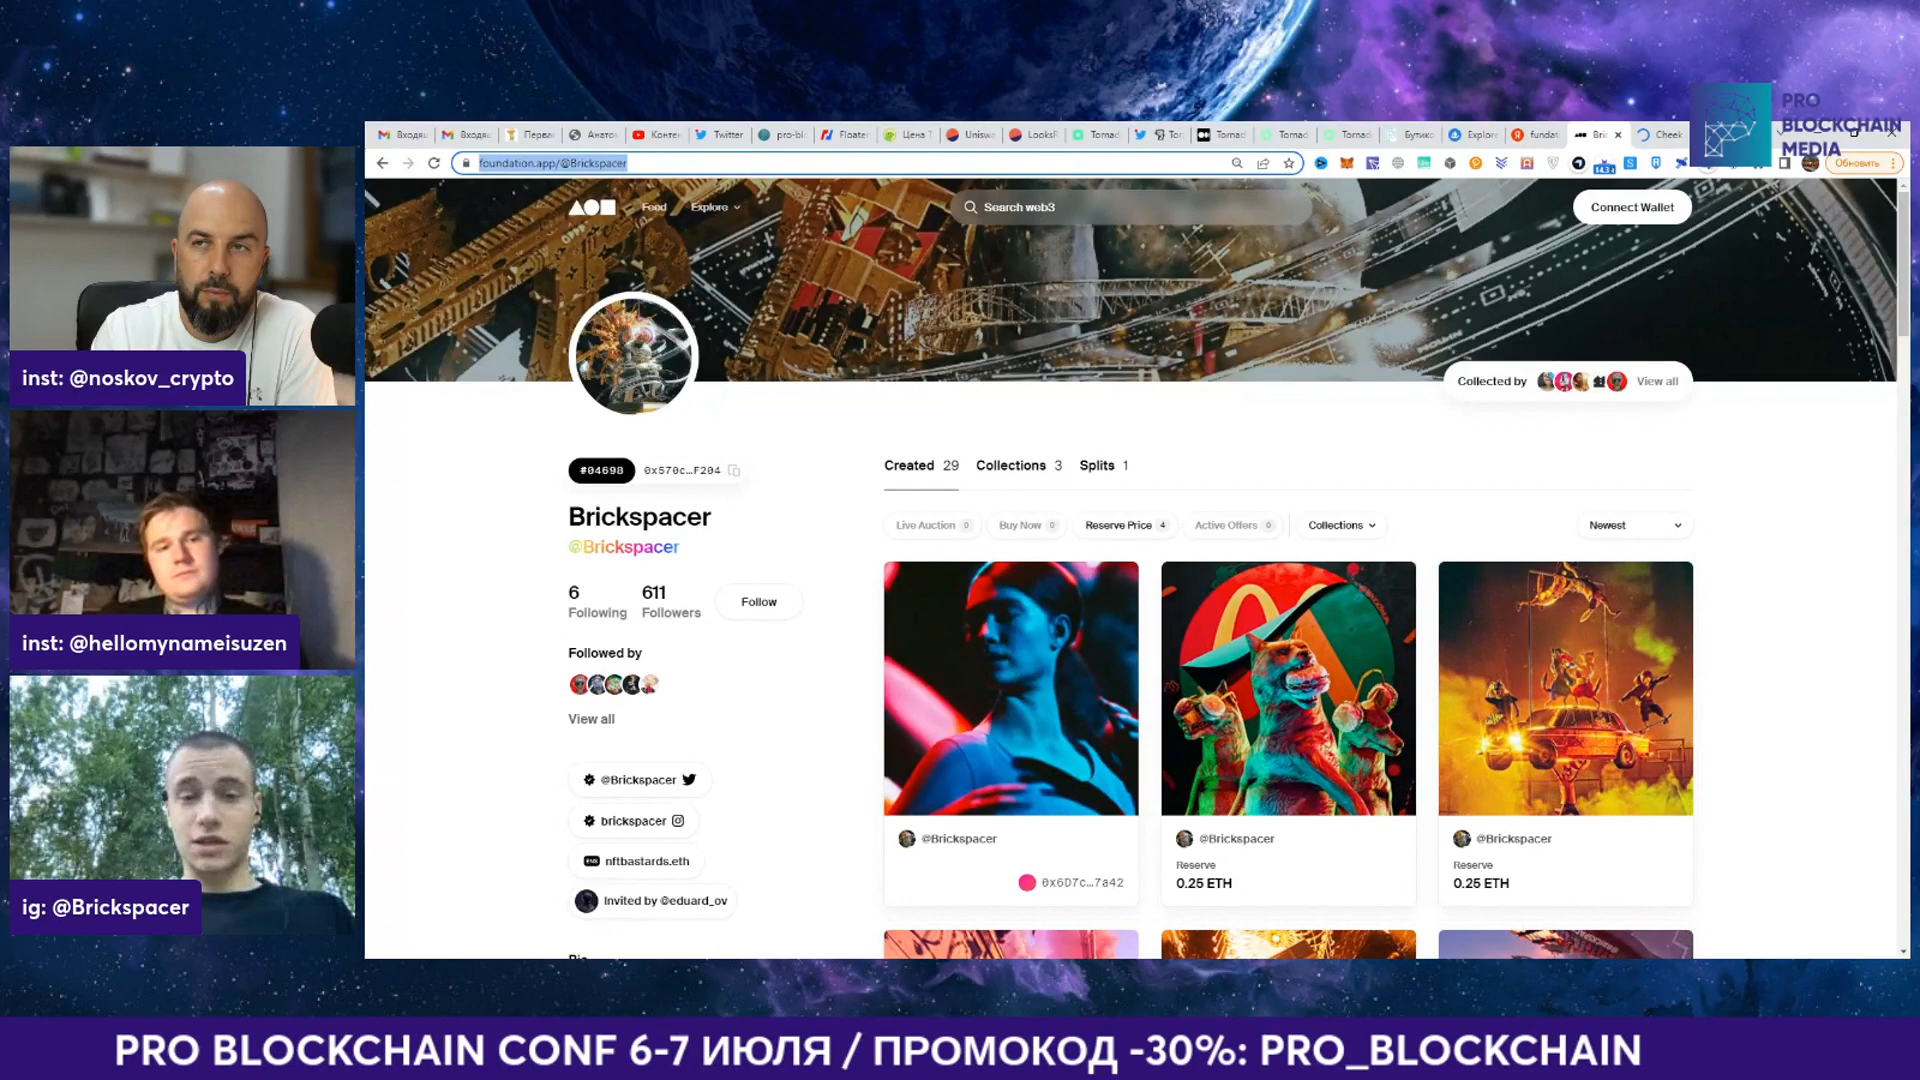 PRO
BLOCKCHAIN
MEDIA
Twitter
Обновить
foundation.app/@Brickspacer
Feed
Explore
Search web3
Connect Wallet
Collected by
View all
inst: @noskov_crypto
inst: @hellomynameisuzen
ig: @Brickspacer
#04698
0x570c…F204
Brickspacer
@Brickspacer
6
Following
611
Followers
Follow
Followed by
View all
@Brickspacer
brickspacer
nftbastards.eth
Invited by @eduard_ov
Created 29
Collections 3
Splits 1
Live Auction 0
Buy Now 0
Reserve Price 4
Active Offers 0
Collections
Newest
@Brickspacer
0x6D7c…7a42
@Brickspacer
Reserve
0.25 ETH
@Brickspacer
Reserve
0.25 ETH
PRO BLOCKCHAIN CONF 6-7 ИЮЛЯ / ПРОМОКОД -30%: PRO_BLOCKCHAIN